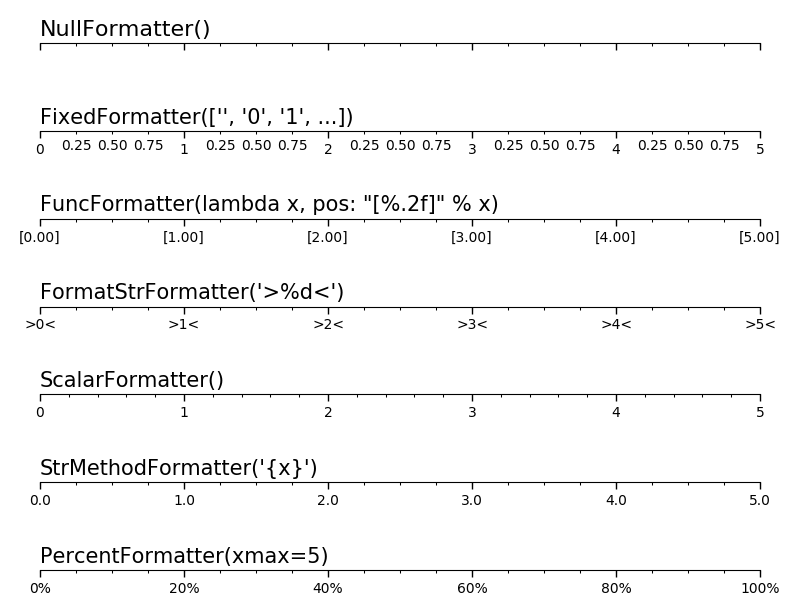 NullFormatter()
FixedFormatter(['', '0', '1', ...])
0 0.25 0.50 0.75 1 0.25 0.50 0.75 2 0.25 0.50 0.75 3 0.25 0.50 0.75 4 0.25 0.50 0.75 5
FuncFormatter(lambda x, pos: "[%.2f]" % x)
[0.00] [1.00] [2.00] [3.00] [4.00] [5.00]
FormatStrFormatter('>%d<')
>0< >1< >2< >3< >4< >5<
ScalarFormatter()
0 1 2 3 4 5
StrMethodFormatter('{x}')
0.0 1.0 2.0 3.0 4.0 5.0
PercentFormatter(xmax=5)
0% 20% 40% 60% 80% 100%